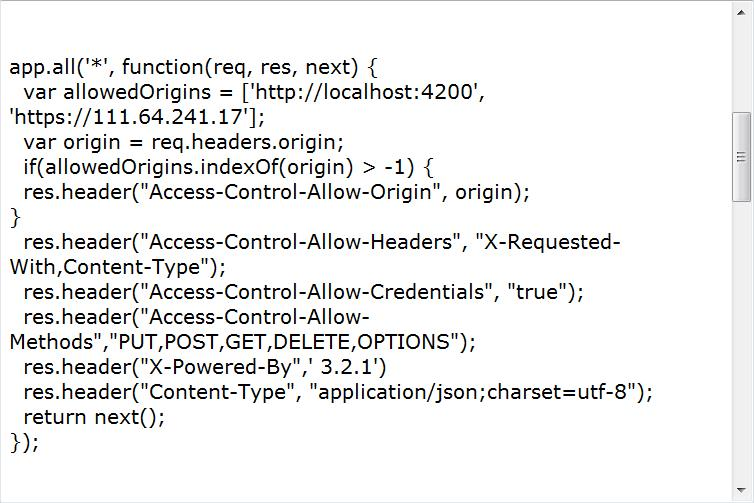 app.all('*', function(req, res, next) {
  var allowedOrigins = ['http://localhost:4200',
'https://111.64.241.17'];
  var origin = req.headers.origin;
  if(allowedOrigins.indexOf(origin) > -1) {
  res.header("Access-Control-Allow-Origin", origin);
}
  res.header("Access-Control-Allow-Headers", "X-Requested-
With,Content-Type");
  res.header("Access-Control-Allow-Credentials", "true");
  res.header("Access-Control-Allow-
Methods","PUT,POST,GET,DELETE,OPTIONS");
  res.header("X-Powered-By",' 3.2.1')
  res.header("Content-Type", "application/json;charset=utf-8");
  return next();
});